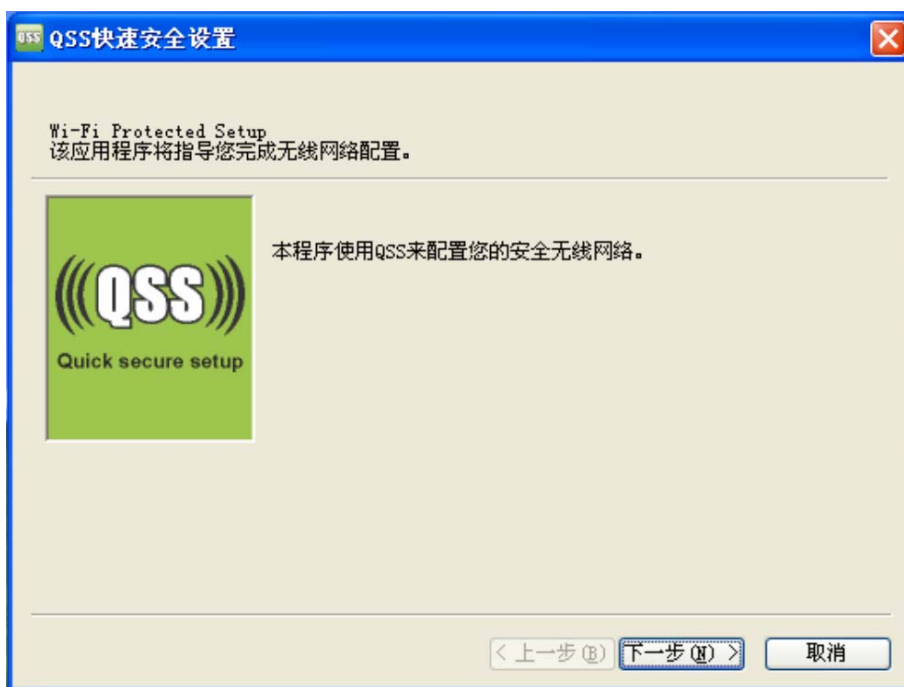 QSS QSS快速安全设置
Wi-Fi Protected Setup
该应用程序将指导您完成无线网络配置。
本程序使用QSS来配置您的安全无线网络。
(((QSS)))
Quick secure setup
< 上一步(B) 下一步(N) > 取消